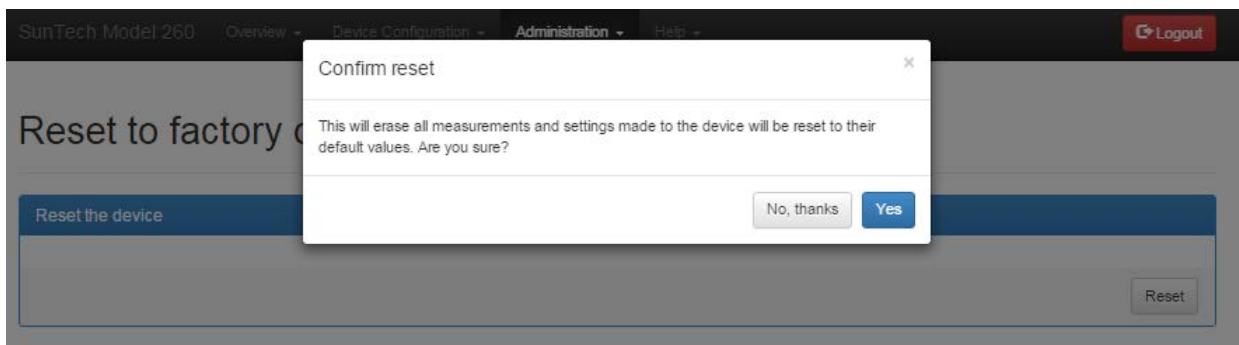 SunTech Model 260 Overview Device Configuration Administration Help Logout
Confirm reset ×
Reset to factory
This will erase all measurements and settings made to the device will be reset to their
default values. Are you sure?
No, thanks Yes
Reset the device
Reset